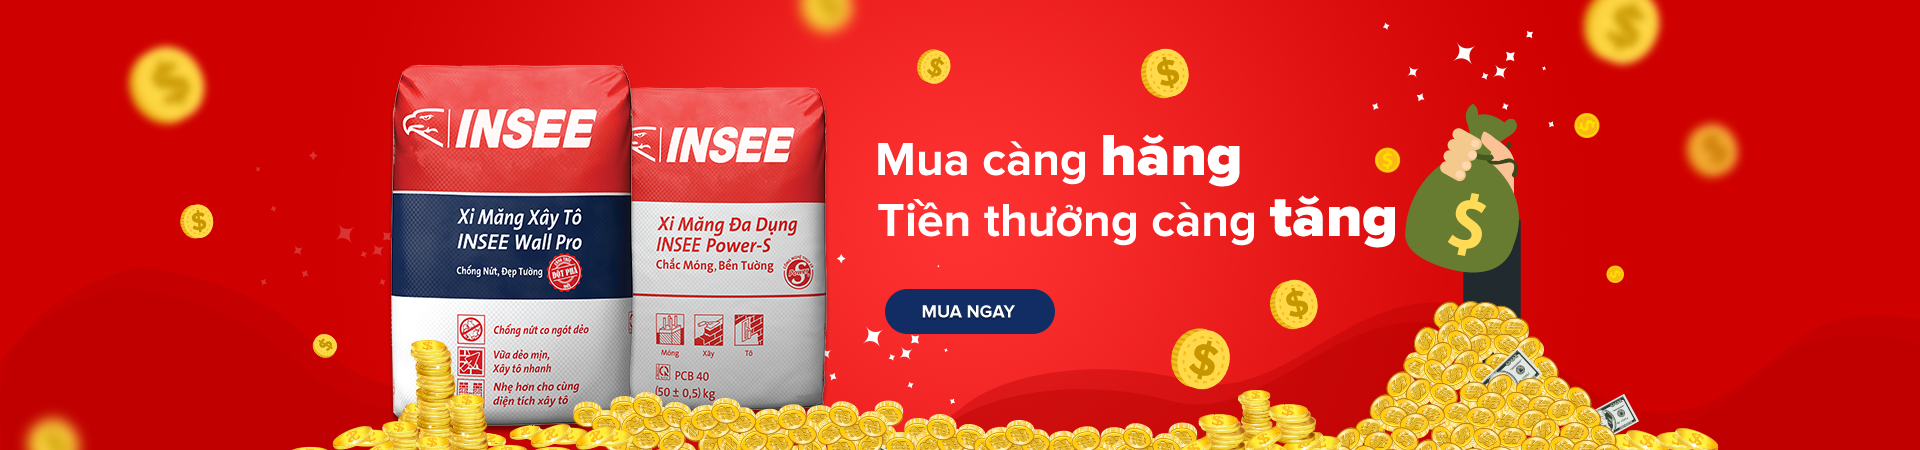 INSEE
Xi Măng Xây Tô
INSEE Wall Pro
Chống Nứt, Đẹp Tường
ĐỘT PHÁ
Chống nứt co ngót dẻo
Vữa dẻo mịn,
Xây tô nhanh
Nhẹ hơn cho cùng
diện tích xây tô
INSEE
Xi Măng Đa Dụng
INSEE Power-S
Chắc Móng, Bền Tường
Móng Xây Tô
PCB 40
(50 ± 0,5) kg
Mua càng hăng
Tiền thưởng càng tăng
MUA NGAY